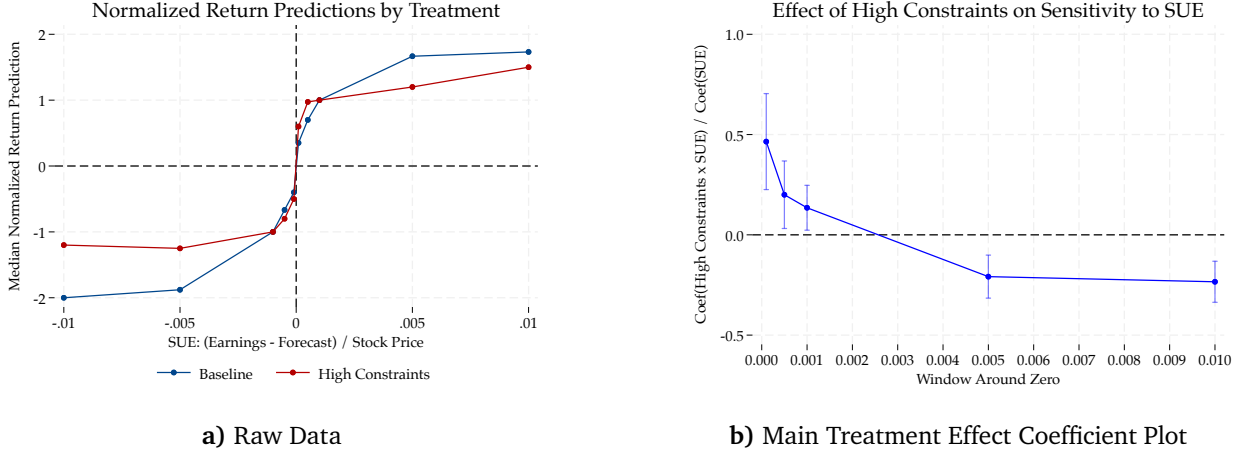 Normalized Return Predictions by Treatment
Median Normalized Return Prediction
2
1
0
-1
-2
-.01
-.005
0
.005
.01
SUE: (Earnings - Forecast) / Stock Price
Baseline
High Constraints
a) Raw Data
Effect of High Constraints on Sensitivity to SUE
Coef(High Constraints x SUE) / Coef(SUE)
1.0
0.5
0.0
-0.5
0.000
0.001
0.002
0.003
0.004
0.005
0.006
0.007
0.008
0.009
0.010
Window Around Zero
b) Main Treatment Effect Coefficient Plot